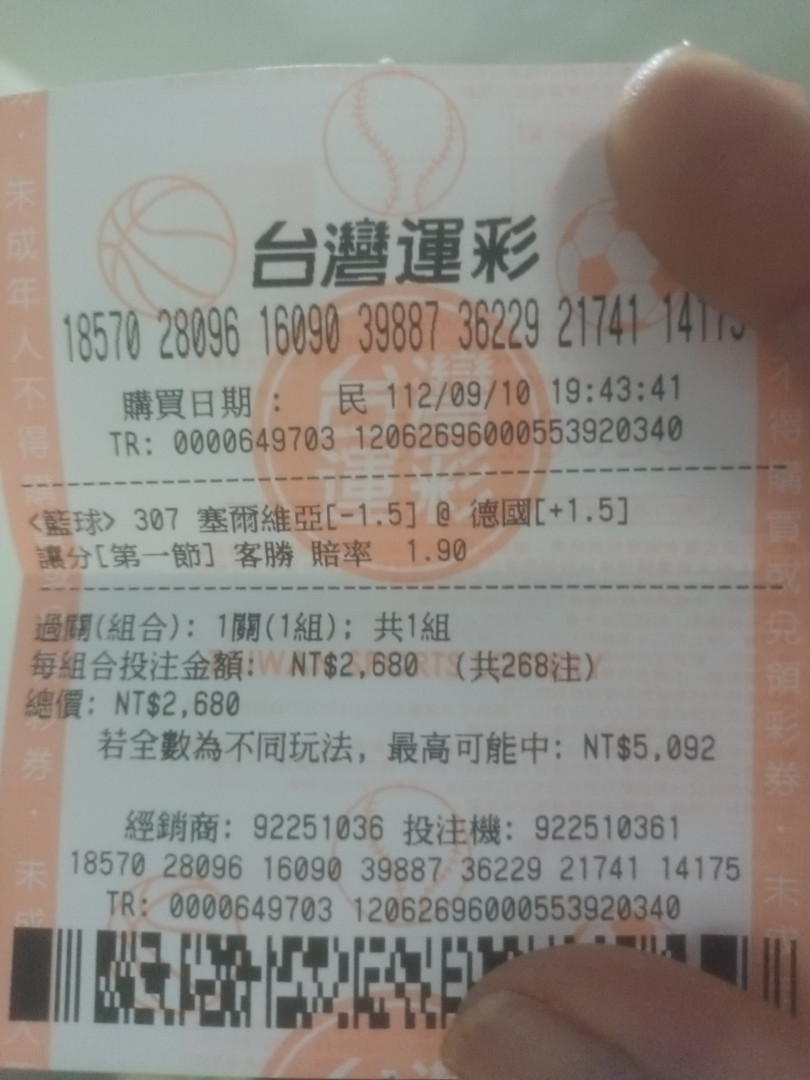 台灣運彩
18570 28096 16090 39887 36229 21741 14175
購買日期： 民 112/09/10 19:43:41
TR: 0000649703 120626960005539203​40
<籃球> 307 塞爾維亞[-1.5] @ 德國[+1.5]
讓分[第一節] 客勝 賠率 1.90
過關(組合): 1關(1組); 共1組
每組合投注金額: NT$2,680 (共268注)
總價: NT$2,680
若全數為不同玩法, 最高可能中: NT$5,092
經銷商: 92251036 投注機: 922510361
18570 28096 16090 39887 36229 21741 14175
TR: 0000649703 12062696000553920340